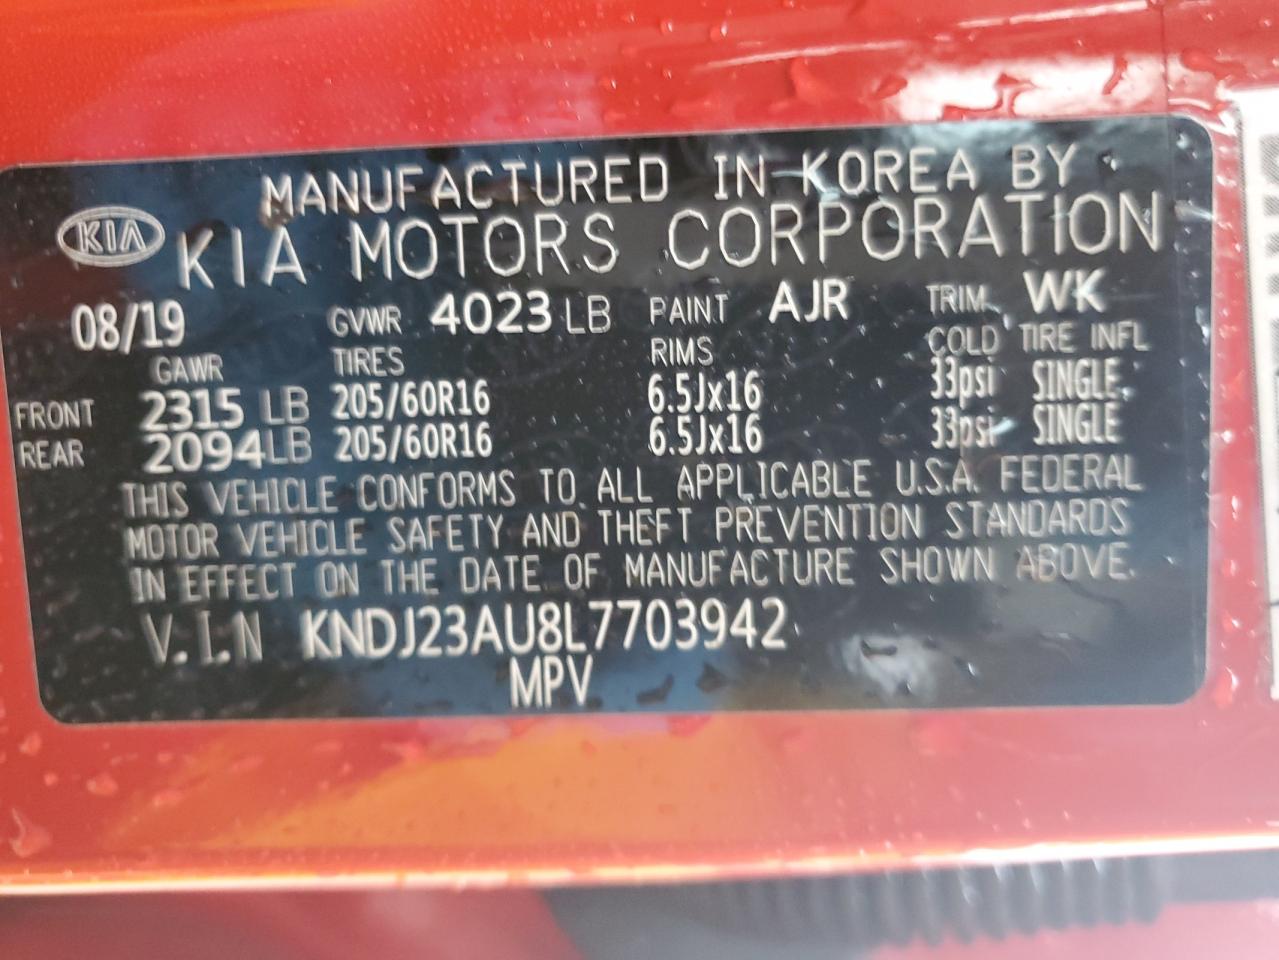 MANUFACTURED IN KOREA BY
KIA KIA MOTORS CORPORATION
08/19 GVWR 4023 LB PAINT AJR TRIM WK
GAWR TIRES RIMS COLD TIRE INFL
FRONT 2315 LB 205/60R16 6.5Jx16 33psi SINGLE
REAR 2094LB 205/60R16 6.5Jx16 33psi SINGLE
THIS VEHICLE CONFORMS TO ALL APPLICABLE U.S.A. FEDERAL
MOTOR VEHICLE SAFETY AND THEFT PREVENTION STANDARDS
IN EFFECT ON THE DATE OF MANUFACTURE SHOWN ABOVE.
V.I.N KNDJ23AU8L7703942
MPV